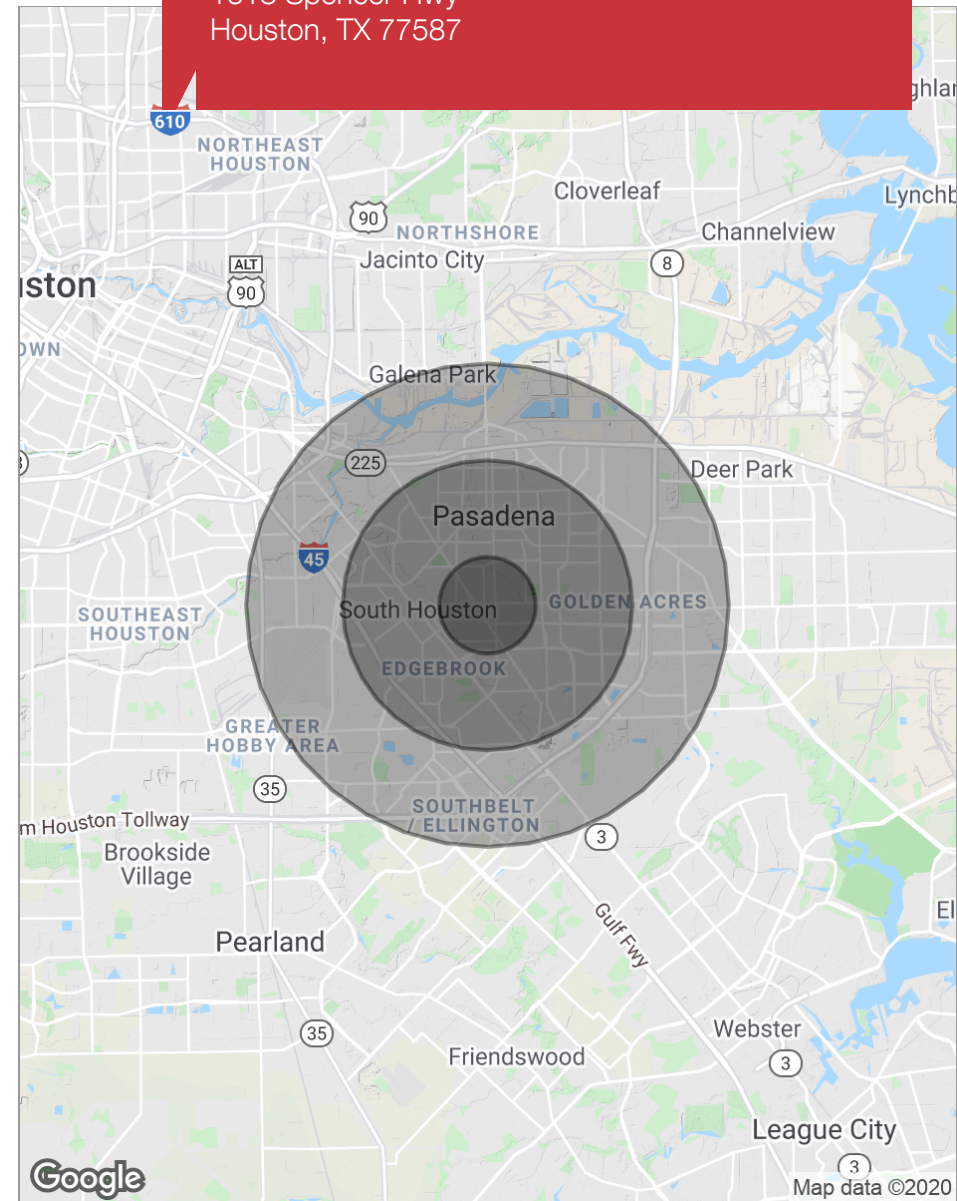 Spencer Hwy
Houston, TX 77587
610
NORTHEAST
HOUSTON
Cloverleaf
90
NORTHSHORE
Channelview
Jacinto City
ALT
90
8
Galena Park
225
Deer Park
Pasadena
45
SOUTHEAST
HOUSTON
South Houston
GOLDEN ACRES
EDGEBROOK
GREATER
HOBBY AREA
35
SOUTHBELT
/ ELLINGTON
3
m Houston Tollway
Brookside
Village
Gulf Fwy
Pearland
35
Webster
Friendswood
3
League City
3
Google
Map data ©2020